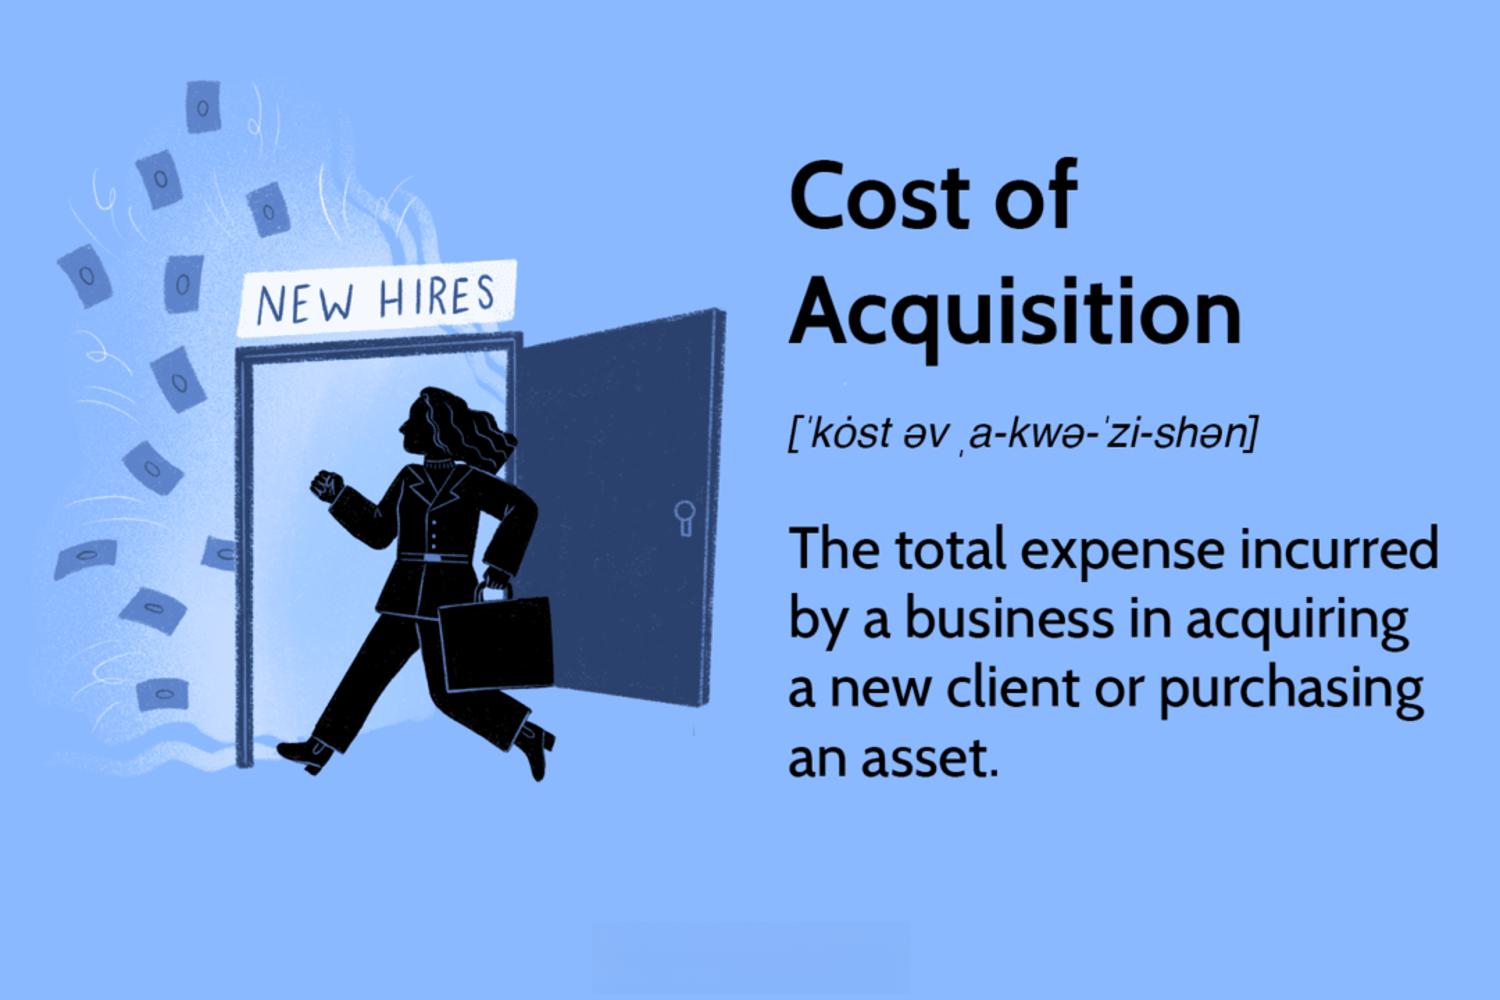 NEW HIRES
Cost of
Acquisition
[ˈkȯst əv ˌa-kwə-ˈzi-shən]
The total expense incurred
by a business in acquiring
a new client or purchasing
an asset.